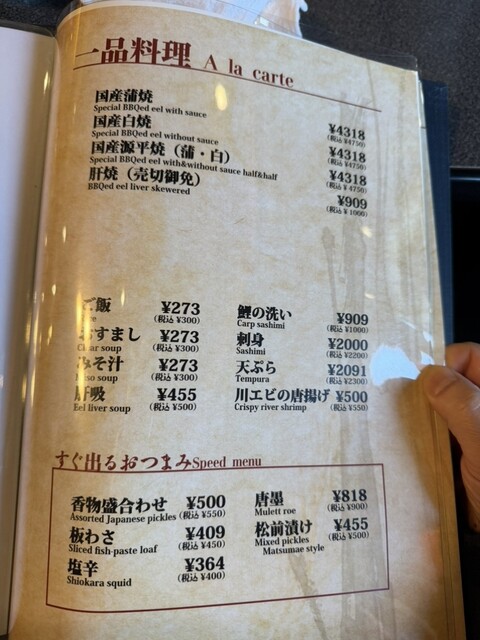 一品料理 A la carte
国産蒲焼 ¥4318
Special BBQed eel with sauce (税込 ¥4750)
国産白焼 ¥4318
Special BBQed eel without sauce (税込 ¥4750)
国産源平焼（蒲・白） ¥4318
Special BBQed eel with&without sauce half&half (税込 ¥4750)
肝焼（売切御免） ¥909
BBQed eel liver skewered (税込 ¥1000)
ご飯 ¥273
(税込 ¥300)
おすまし ¥273
Clear soup (税込 ¥300)
みそ汁 ¥273
Miso soup (税込 ¥300)
肝吸 ¥455
Eel liver soup (税込 ¥500)
鯉の洗い ¥909
Carp sashimi (税込 ¥1000)
刺身 ¥2000
Sashimi (税込 ¥2200)
天ぷら ¥2091
Tempura (税込 ¥2300)
川エビの唐揚げ ¥500
Crispy river shrimp (税込 ¥550)
すぐ出るおつまみ Speed menu
香物盛合わせ ¥500
Assorted Japanese pickles (税込 ¥550)
板わさ ¥409
Sliced fish-paste loaf (税込 ¥450)
塩辛 ¥364
Shiokara squid (税込 ¥400)
唐墨 ¥818
Mulett roe (税込 ¥900)
松前漬け ¥455
Mixed pickles (税込 ¥500)
Matsumae style